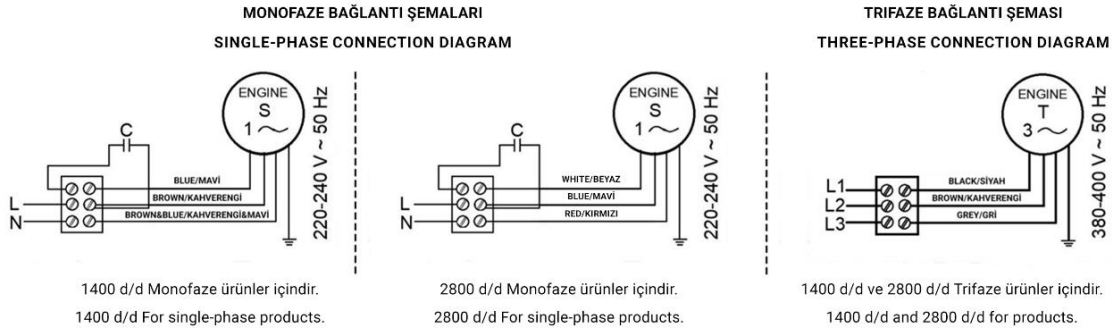 MONOFAZE BAĞLANTI ŞEMALARI
SINGLE-PHASE CONNECTION DIAGRAM
ENGINE
S
1 ~
C
BLUE/MAVİ
BROWN/KAHVERENGİ
BROWN&BLUE/KAHVERENGİ&MAVİ
L
N
220-240 V ~ 50 Hz
1400 d/d Monofaze ürünler içindir.
1400 d/d For single-phase products.
ENGINE
S
1 ~
C
WHITE/BEYAZ
BLUE/MAVİ
RED/KIRMIZI
L
N
220-240 V ~ 50 Hz
2800 d/d Monofaze ürünler içindir.
2800 d/d For single-phase products.
TRIFAZE BAĞLANTI ŞEMASI
THREE-PHASE CONNECTION DIAGRAM
ENGINE
T
3 ~
L1
L2
L3
BLACK/SİYAH
BROWN/KAHVERENGİ
GREY/GRİ
380-400 V ~ 50 Hz
1400 d/d ve 2800 d/d Trifaze ürünler içindir.
1400 d/d and 2800 d/d for products.